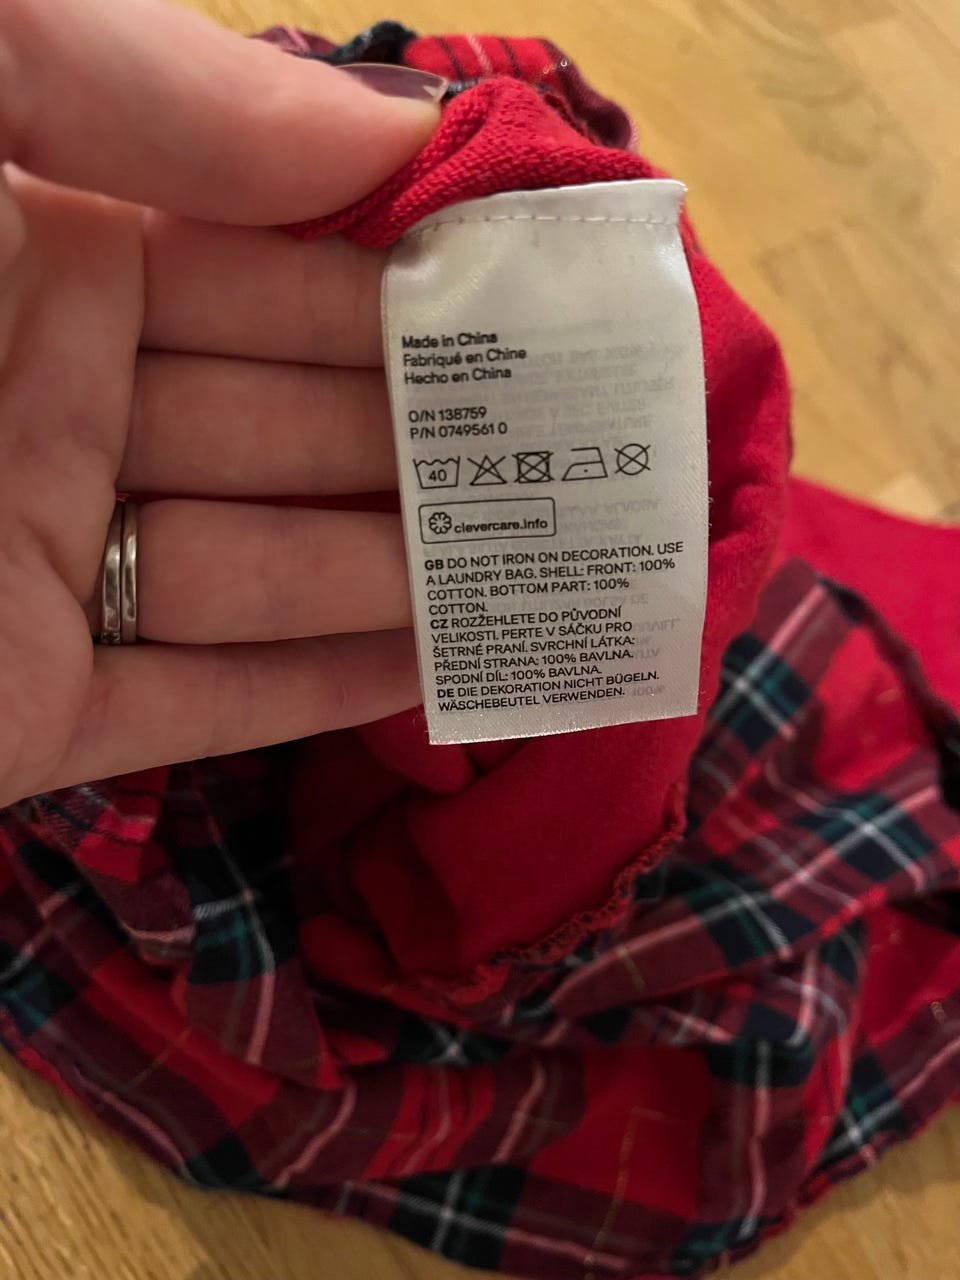 Made in China
Fabriqué en Chine
Hecho en China
O/N 138759
P/N 0749561 0
40
clevercare.info
GB DO NOT IRON ON DECORATION. USE
A LAUNDRY BAG. SHELL: FRONT: 100%
COTTON. BOTTOM PART: 100%
COTTON.
CZ ROZŽEHLETE DO PŮVODNÍ
VELIKOSTI. PERTE V SÁČKU PRO
ŠETRNÉ PRANÍ. SVRCHNÍ LÁTKA:
PŘEDNÍ STRANA: 100% BAVLNA.
SPODNÍ DÍL: 100% BAVLNA.
DE DIE DEKORATION NICHT BÜGELN.
WÄSCHEBEUTEL VERWENDEN.